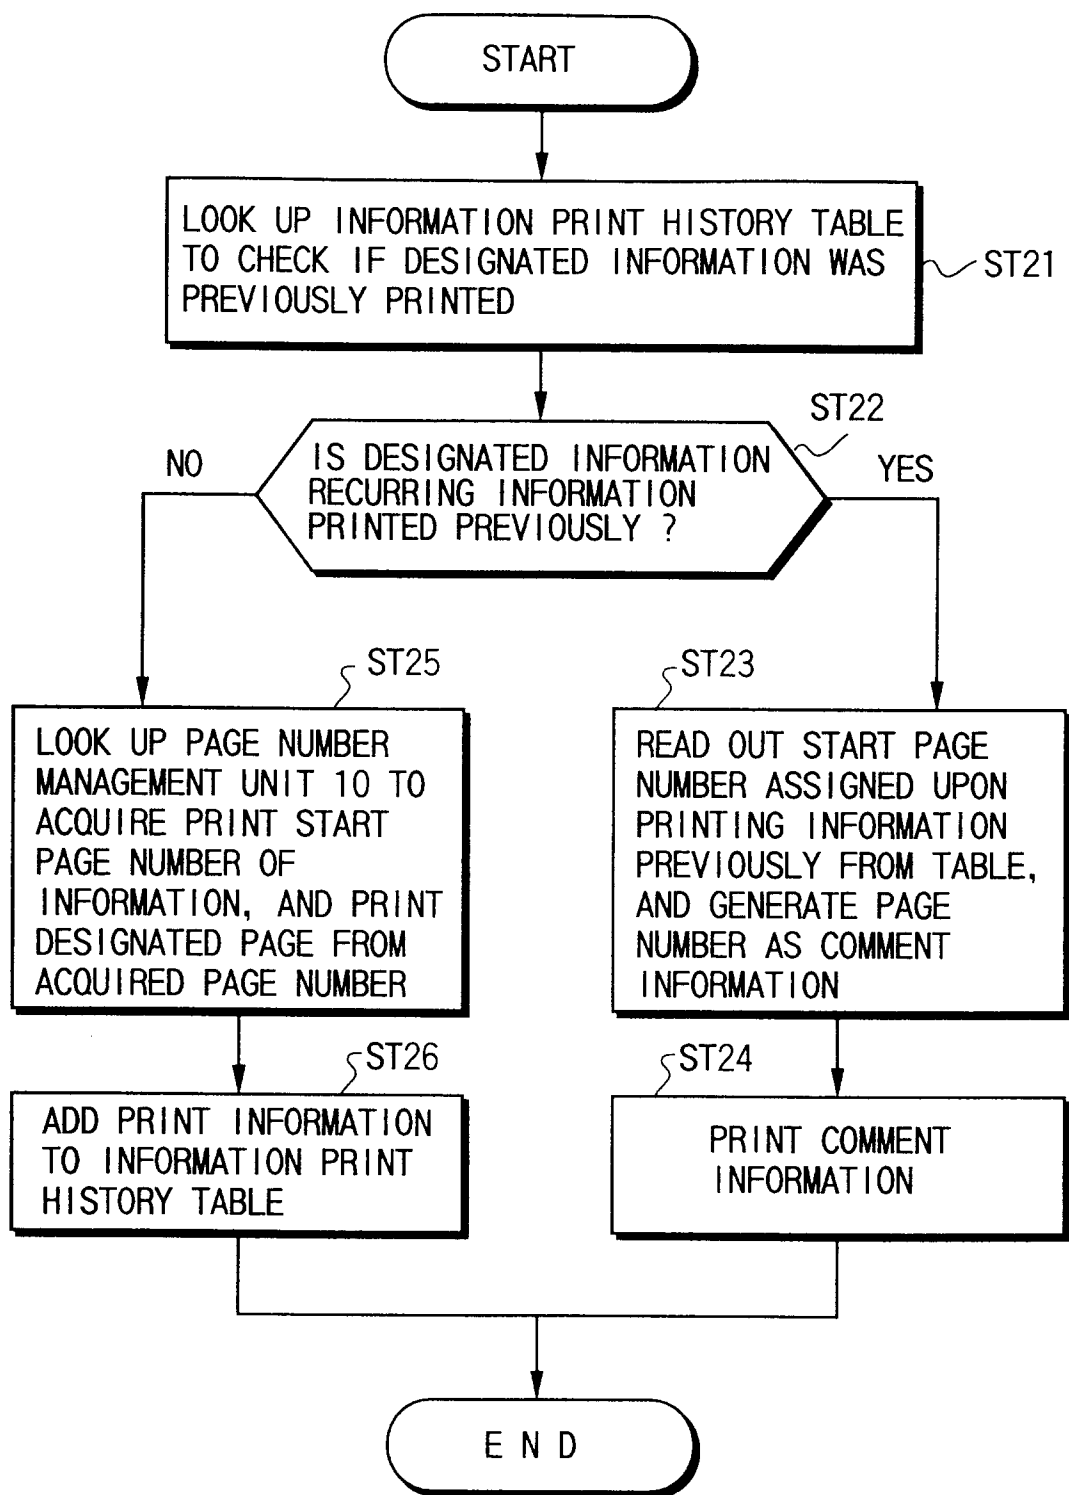 START
LOOK UP INFORMATION PRINT HISTORY TABLE
TO CHECK IF DESIGNATED INFORMATION WAS
PREVIOUSLY PRINTED
ST21
ST22
IS DESIGNATED INFORMATION
RECURRING INFORMATION
PRINTED PREVIOUSLY ?
NO
YES
ST25
LOOK UP PAGE NUMBER
MANAGEMENT UNIT 10 TO
ACQUIRE PRINT START
PAGE NUMBER OF
INFORMATION, AND PRINT
DESIGNATED PAGE FROM
ACQUIRED PAGE NUMBER
ST23
READ OUT START PAGE
NUMBER ASSIGNED UPON
PRINTING INFORMATION
PREVIOUSLY FROM TABLE,
AND GENERATE PAGE
NUMBER AS COMMENT
INFORMATION
ST26
ADD PRINT INFORMATION
TO INFORMATION PRINT
HISTORY TABLE
ST24
PRINT COMMENT
INFORMATION
END